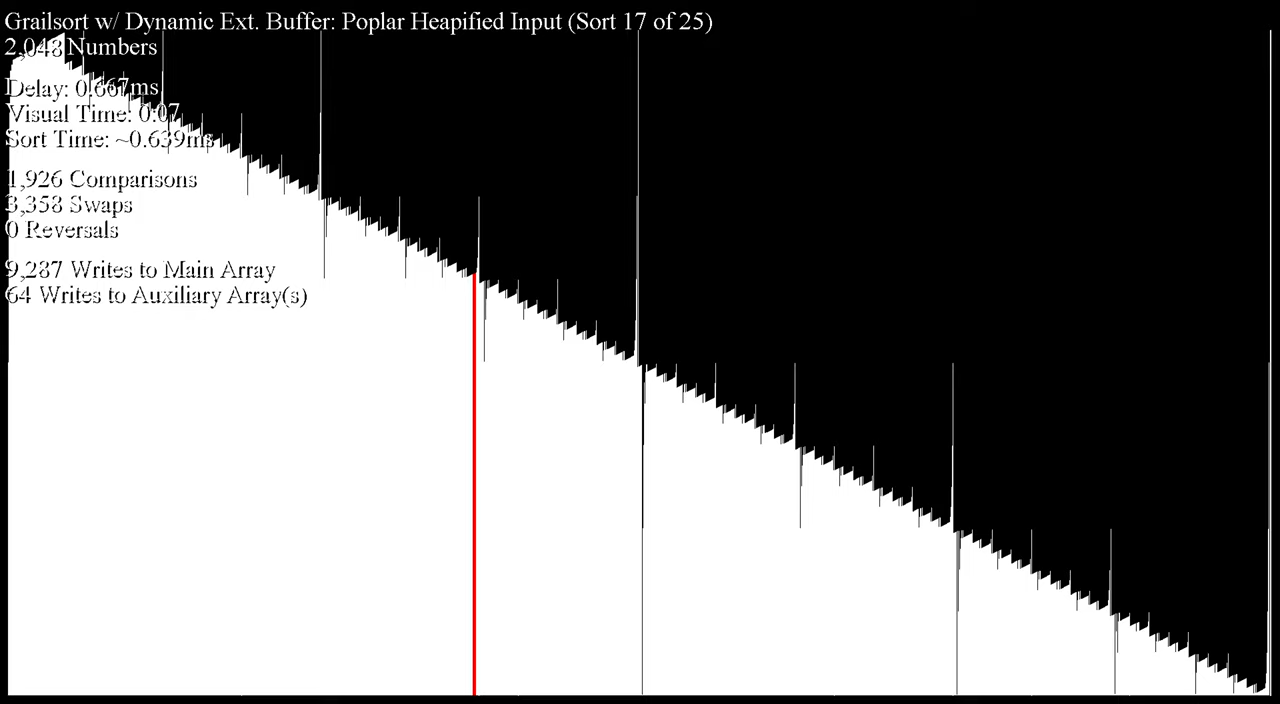 Grailsort w/ Dynamic Ext. Buffer: Poplar Heapified Input (Sort 17 of 25)
2,048 Numbers
Delay: 0.667ms
Visual Time: 0:07
Sort Time: ~0.639ms
1,926 Comparisons
3,358 Swaps
0 Reversals
9,287 Writes to Main Array
64 Writes to Auxiliary Array(s)